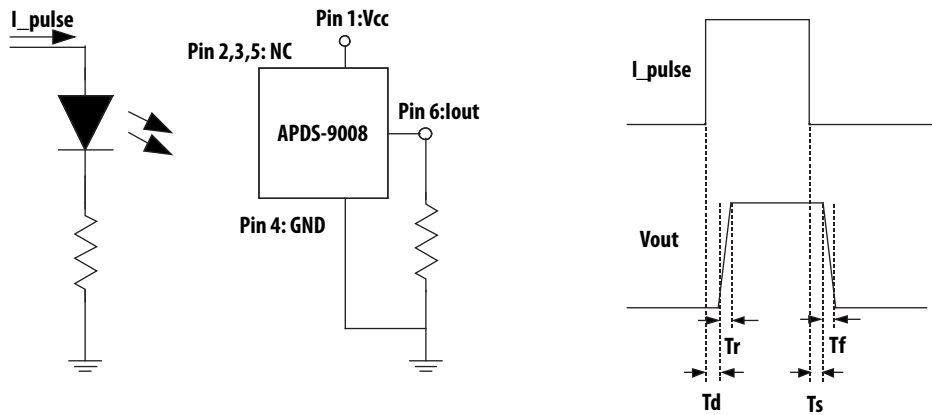 I_pulse
Pin 1:Vcc
Pin 2,3,5: NC
APDS-9008
Pin 6:Iout
Pin 4: GND
I_pulse
Vout
Tr
Tf
Td
Ts